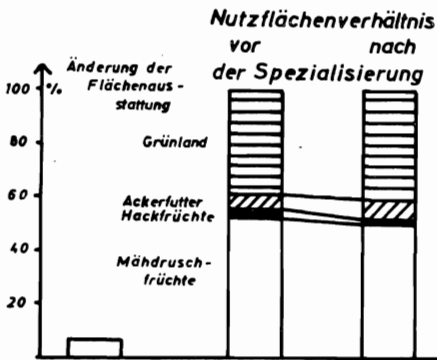 Nutzflächenverhältnis
vor nach
der Spezialisierung
Änderung der
Flächenaus-
stattung
100 %
80
60
40
20
Grünland
Ackerfutter
Hackfrüchte
Mähdrusch-
früchte